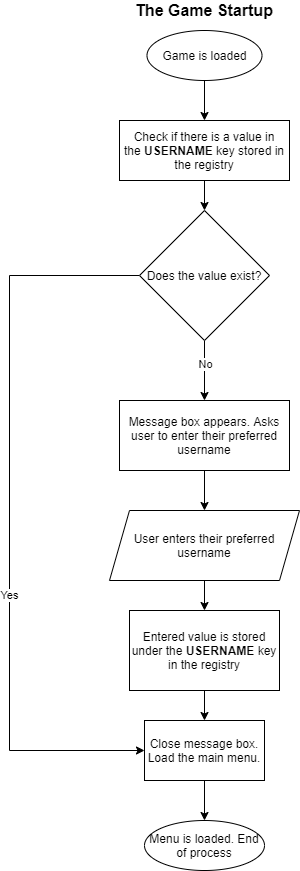 The Game Startup
Game is loaded
Check if there is a value in
the USERNAME key stored in
the registry
Does the value exist?
No
Message box appears. Asks
user to enter their preferred
username
User enters their preferred
username
Yes
Entered value is stored
under the USERNAME key
in the registry
Close message box.
Load the main menu.
Menu is loaded. End
of process